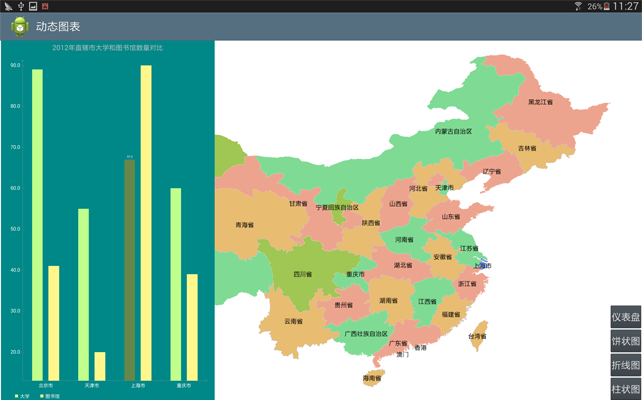 26% 11:27
动态图表
2012年直辖市大学和图书馆数量对比
90.0
80.0
70.0
60.0
50.0
40.0
30.0
20.0
北京市 天津市 上海市 重庆市
大学 图书馆
黑龙江省
内蒙古自治区
吉林省
辽宁省
河北省 天津市
甘肃省 宁夏回族自治区 山西省
山东省
青海省 陕西省
河南省 江苏省
安徽省
上海市
四川省 重庆市 湖北省
浙江省
贵州省 湖南省 江西省
福建省
云南省
广西壮族自治区 台湾省
广东省 香港
澳门
海南省
仪表盘
饼状图
折线图
柱状图